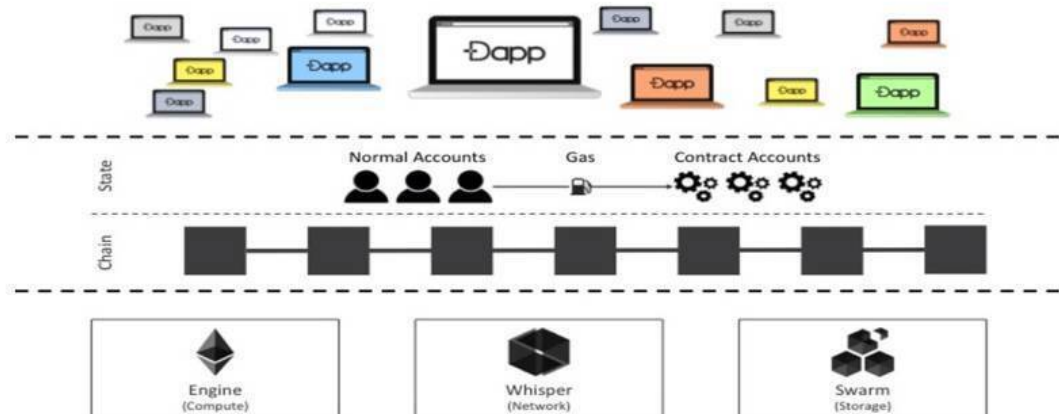 Dapp
Dapp
Dapp
Dapp
Dapp
Dapp
Dapp
Dapp
Dapp
Dapp
Dapp
Dapp
Dapp
State
Normal Accounts Gas Contract Accounts
Chain
Engine
(Compute)
Whisper
(Network)
Swarm
(Storage)